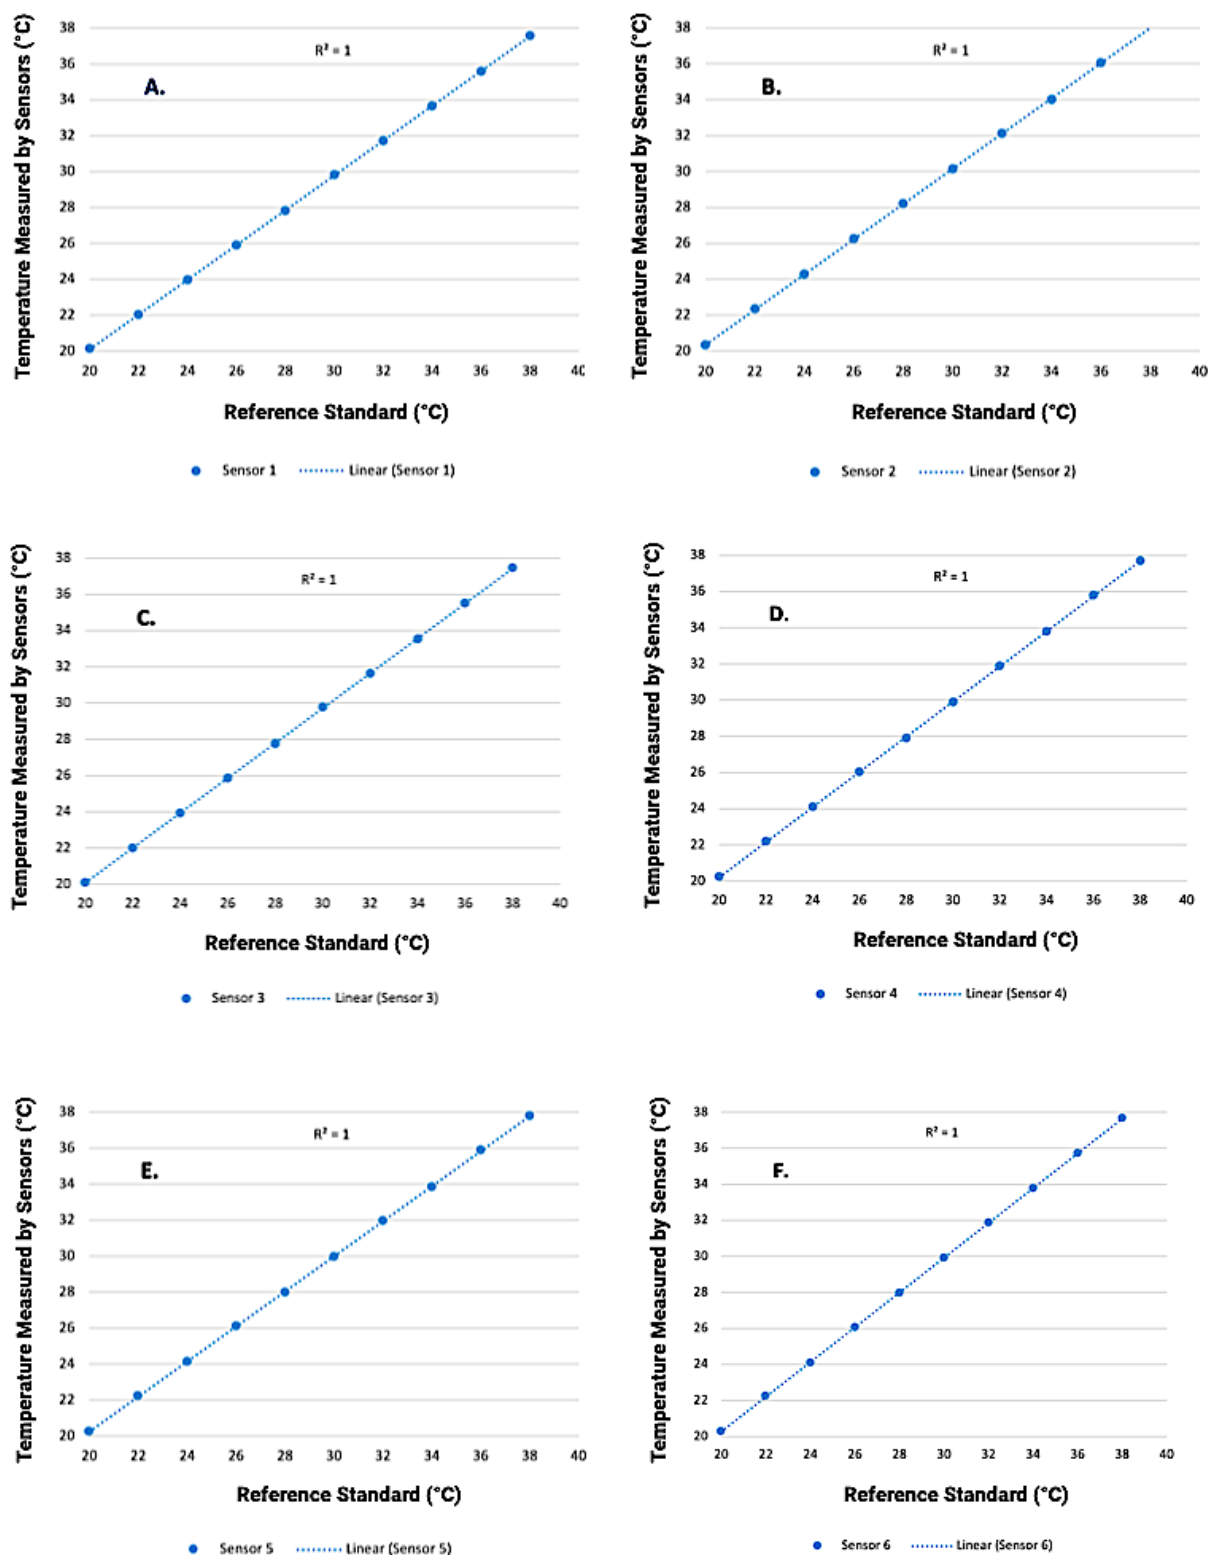 Temperature Measured by Sensors (°C)
38
36
34
32
30
28
26
24
22
20
R² = 1
A.
20 22 24 26 28 30 32 34 36 38 40
Reference Standard (°C)
Sensor 1 Linear (Sensor 1)
Temperature Measured by Sensors (°C)
38
36
34
32
30
28
26
24
22
20
R² = 1
B.
20 22 24 26 28 30 32 34 36 38 40
Reference Standard (°C)
Sensor 2 Linear (Sensor 2)
Temperature Measured by Sensors (°C)
38
36
34
32
30
28
26
24
22
20
R² = 1
C.
20 22 24 26 28 30 32 34 36 38 40
Reference Standard (°C)
Sensor 3 Linear (Sensor 3)
Temperature Measured by Sensors (°C)
38
36
34
32
30
28
26
24
22
20
R² = 1
D.
20 22 24 26 28 30 32 34 36 38 40
Reference Standard (°C)
Sensor 4 Linear (Sensor 4)
Temperature Measured by Sensors (°C)
38
36
34
32
30
28
26
24
22
20
R² = 1
E.
20 22 24 26 28 30 32 34 36 38 40
Reference Standard (°C)
Sensor 5 Linear (Sensor 5)
Temperature Measured by Sensors (°C)
38
36
34
32
30
28
26
24
22
20
R² = 1
F.
20 22 24 26 28 30 32 34 36 38 40
Reference Standard (°C)
Sensor 6 Linear (Sensor 6)